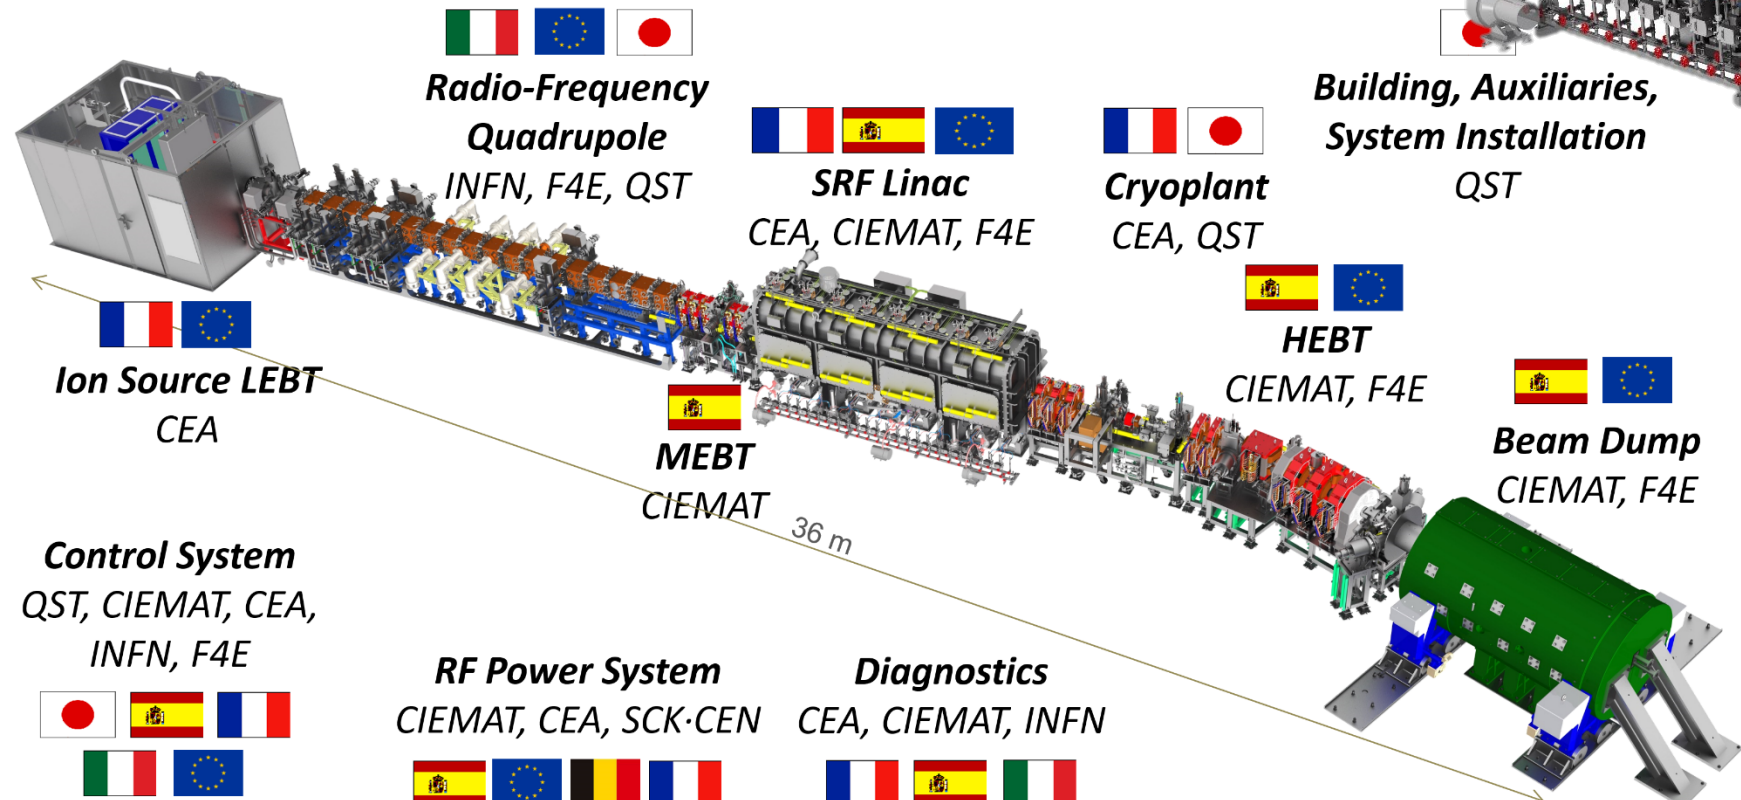 Radio-Frequency
Quadrupole
INFN, F4E, QST
SRF Linac
CEA, CIEMAT, F4E
Cryoplant
CEA, QST
Building, Auxiliaries,
System Installation
QST
Ion Source LEBT
CEA
MEBT
CIEMAT
HEBT
CIEMAT, F4E
Beam Dump
CIEMAT, F4E
36 m
Control System
QST, CIEMAT, CEA,
INFN, F4E
RF Power System
CIEMAT, CEA, SCK·CEN
Diagnostics
CEA, CIEMAT, INFN